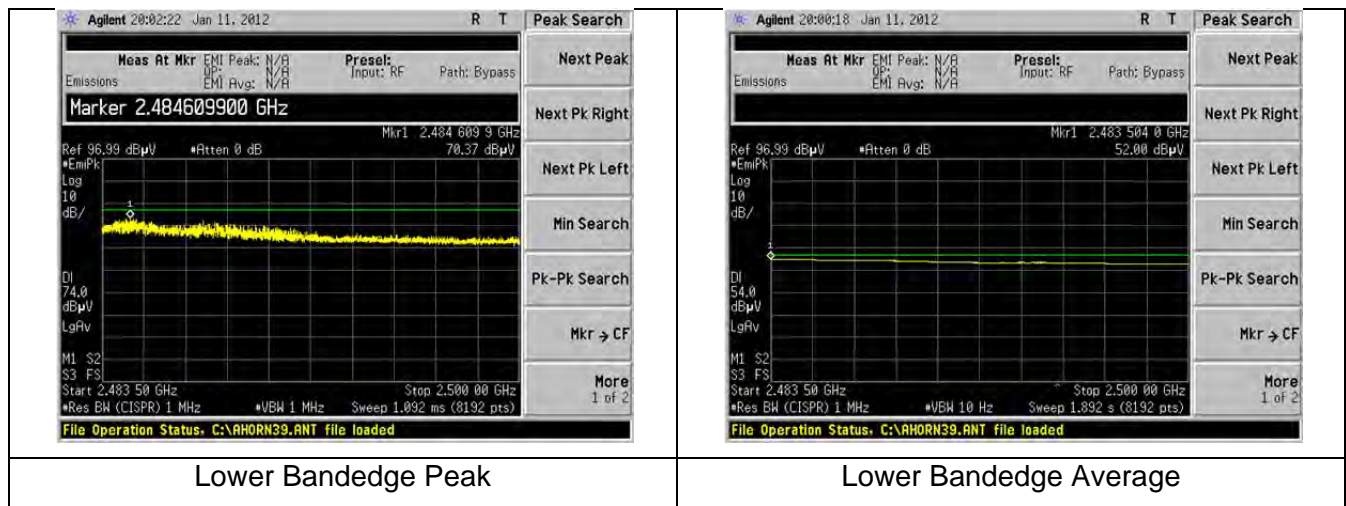 Agilent 20:02:22 Jan 11, 2012 R T Peak Search
Meas At Mkr EMI Peak: N/A Presel:
QP: N/A Input: RF Path: Bypass
Emissions EMI Avg: N/A
Marker 2.484609900 GHz
Mkr1 2.484 609 9 GHz
Ref 96.99 dBµV #Atten 0 dB 70.37 dBµV
#EmiPk
Log
10
dB/
1
DI
74.0
dBµV
LgAv
M1 S2
S3 FS
Start 2.483 50 GHz Stop 2.500 00 GHz
#Res BW (CISPR) 1 MHz #VBW 1 MHz Sweep 1.092 ms (8192 pts)
File Operation Status, C:\AHORN39.ANT file loaded
Next Peak
Next Pk Right
Next Pk Left
Min Search
Pk-Pk Search
Mkr → CF
More
1 of 2
Lower Bandedge Peak
Agilent 20:00:18 Jan 11, 2012 R T Peak Search
Meas At Mkr EMI Peak: N/A Presel:
QP: N/A Input: RF Path: Bypass
Emissions EMI Avg: N/A
Mkr1 2.483 504 0 GHz
Ref 96.99 dBµV #Atten 0 dB 52.00 dBµV
#EmiPk
Log
10
dB/
1
DI
54.0
dBµV
LgAv
M1 S2
S3 FS
Start 2.483 50 GHz Stop 2.500 00 GHz
#Res BW (CISPR) 1 MHz #VBW 10 Hz Sweep 1.892 s (8192 pts)
File Operation Status, C:\AHORN39.ANT file loaded
Next Peak
Next Pk Right
Next Pk Left
Min Search
Pk-Pk Search
Mkr → CF
More
1 of 2
Lower Bandedge Average